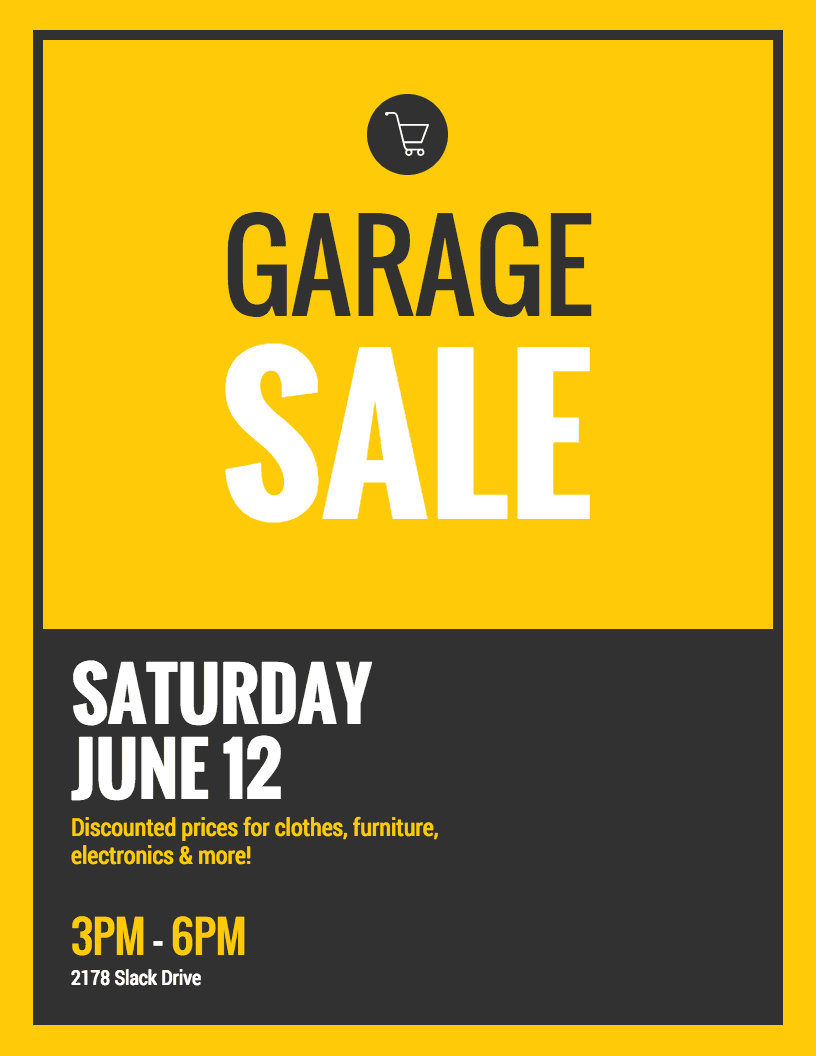 GARAGE
SALE
SATURDAY
JUNE 12
Discounted prices for clothes, furniture,
electronics & more!
3PM - 6PM
2178 Slack Drive